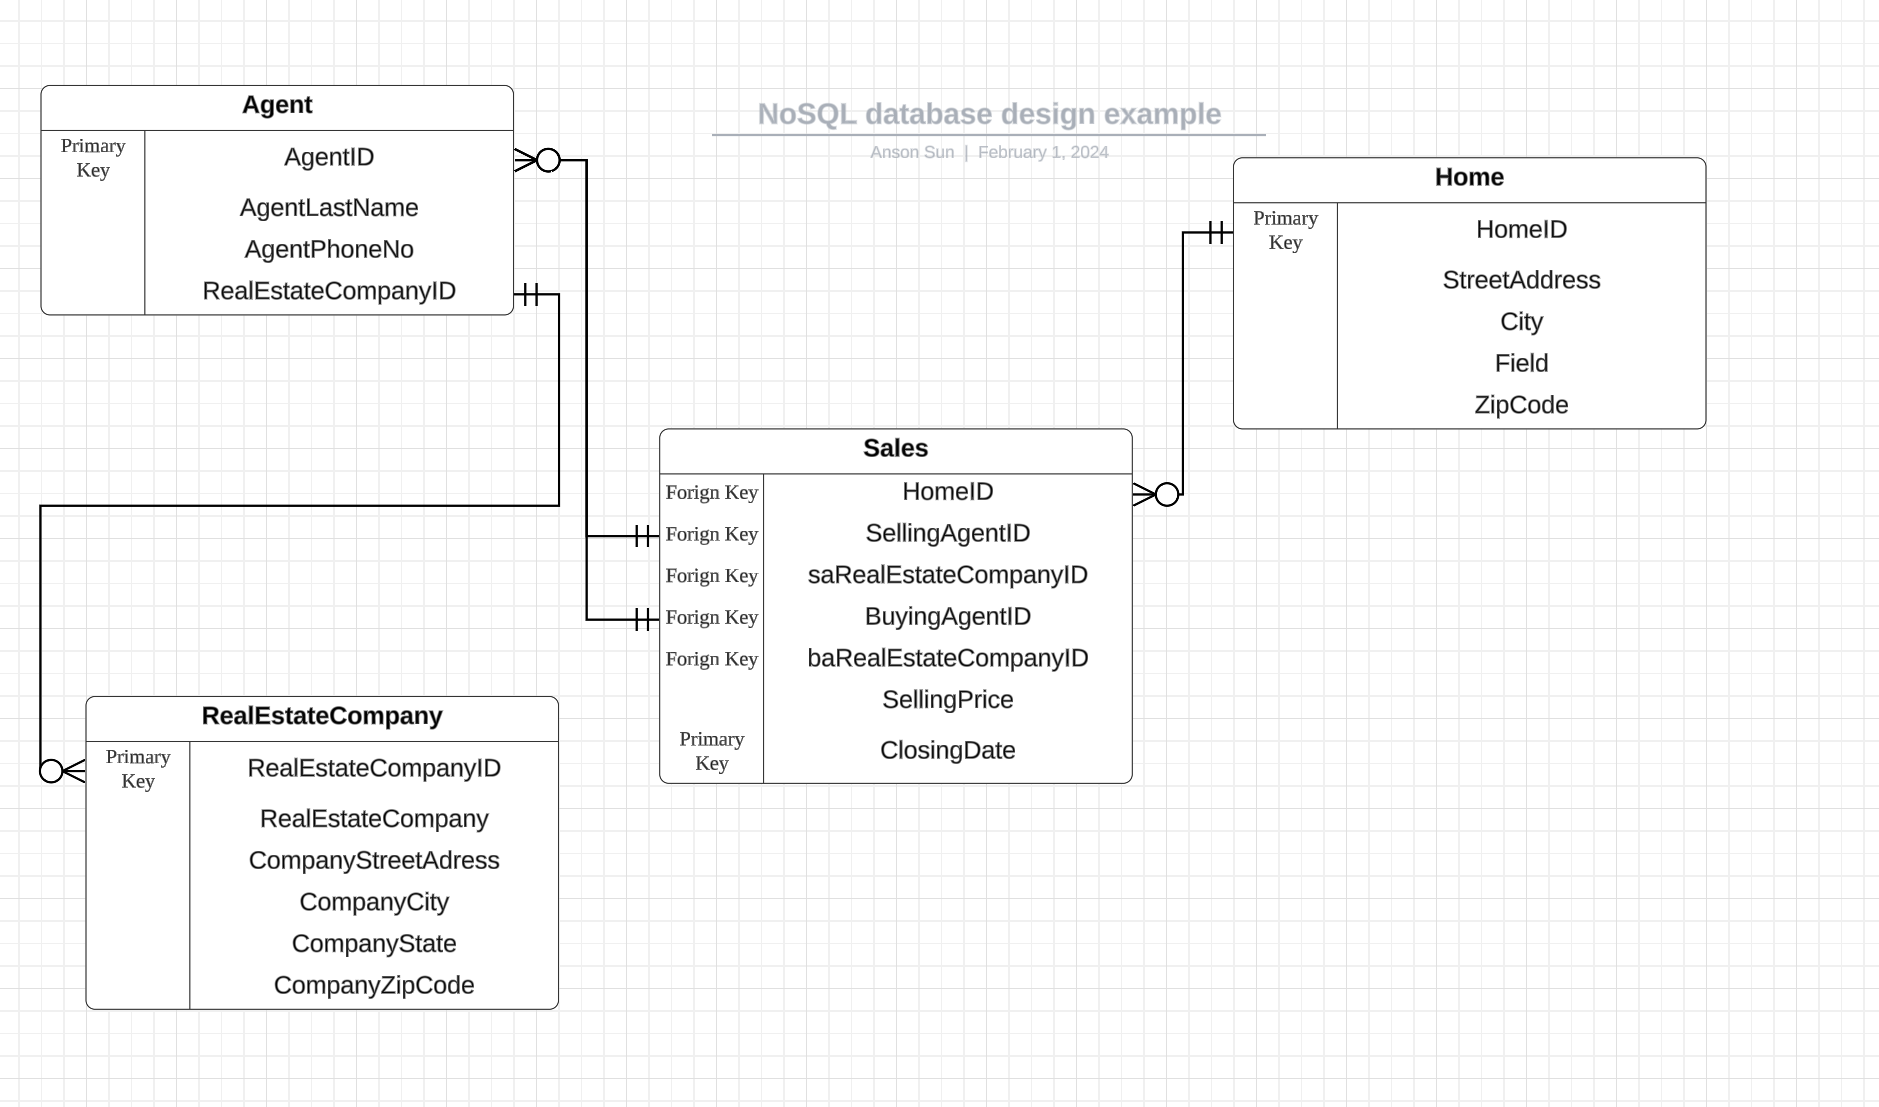 NoSQL database design example
Anson Sun | February 1, 2024
Agent
Primary
Key
AgentID
AgentLastName
AgentPhoneNo
RealEstateCompanyID
Home
Primary
Key
HomeID
StreetAddress
City
Field
ZipCode
Sales
Forign Key HomeID
Forign Key SellingAgentID
Forign Key saRealEstateCompanyID
Forign Key BuyingAgentID
Forign Key baRealEstateCompanyID
SellingPrice
Primary
Key
ClosingDate
RealEstateCompany
Primary
Key
RealEstateCompanyID
RealEstateCompany
CompanyStreetAdress
CompanyCity
CompanyState
CompanyZipCode